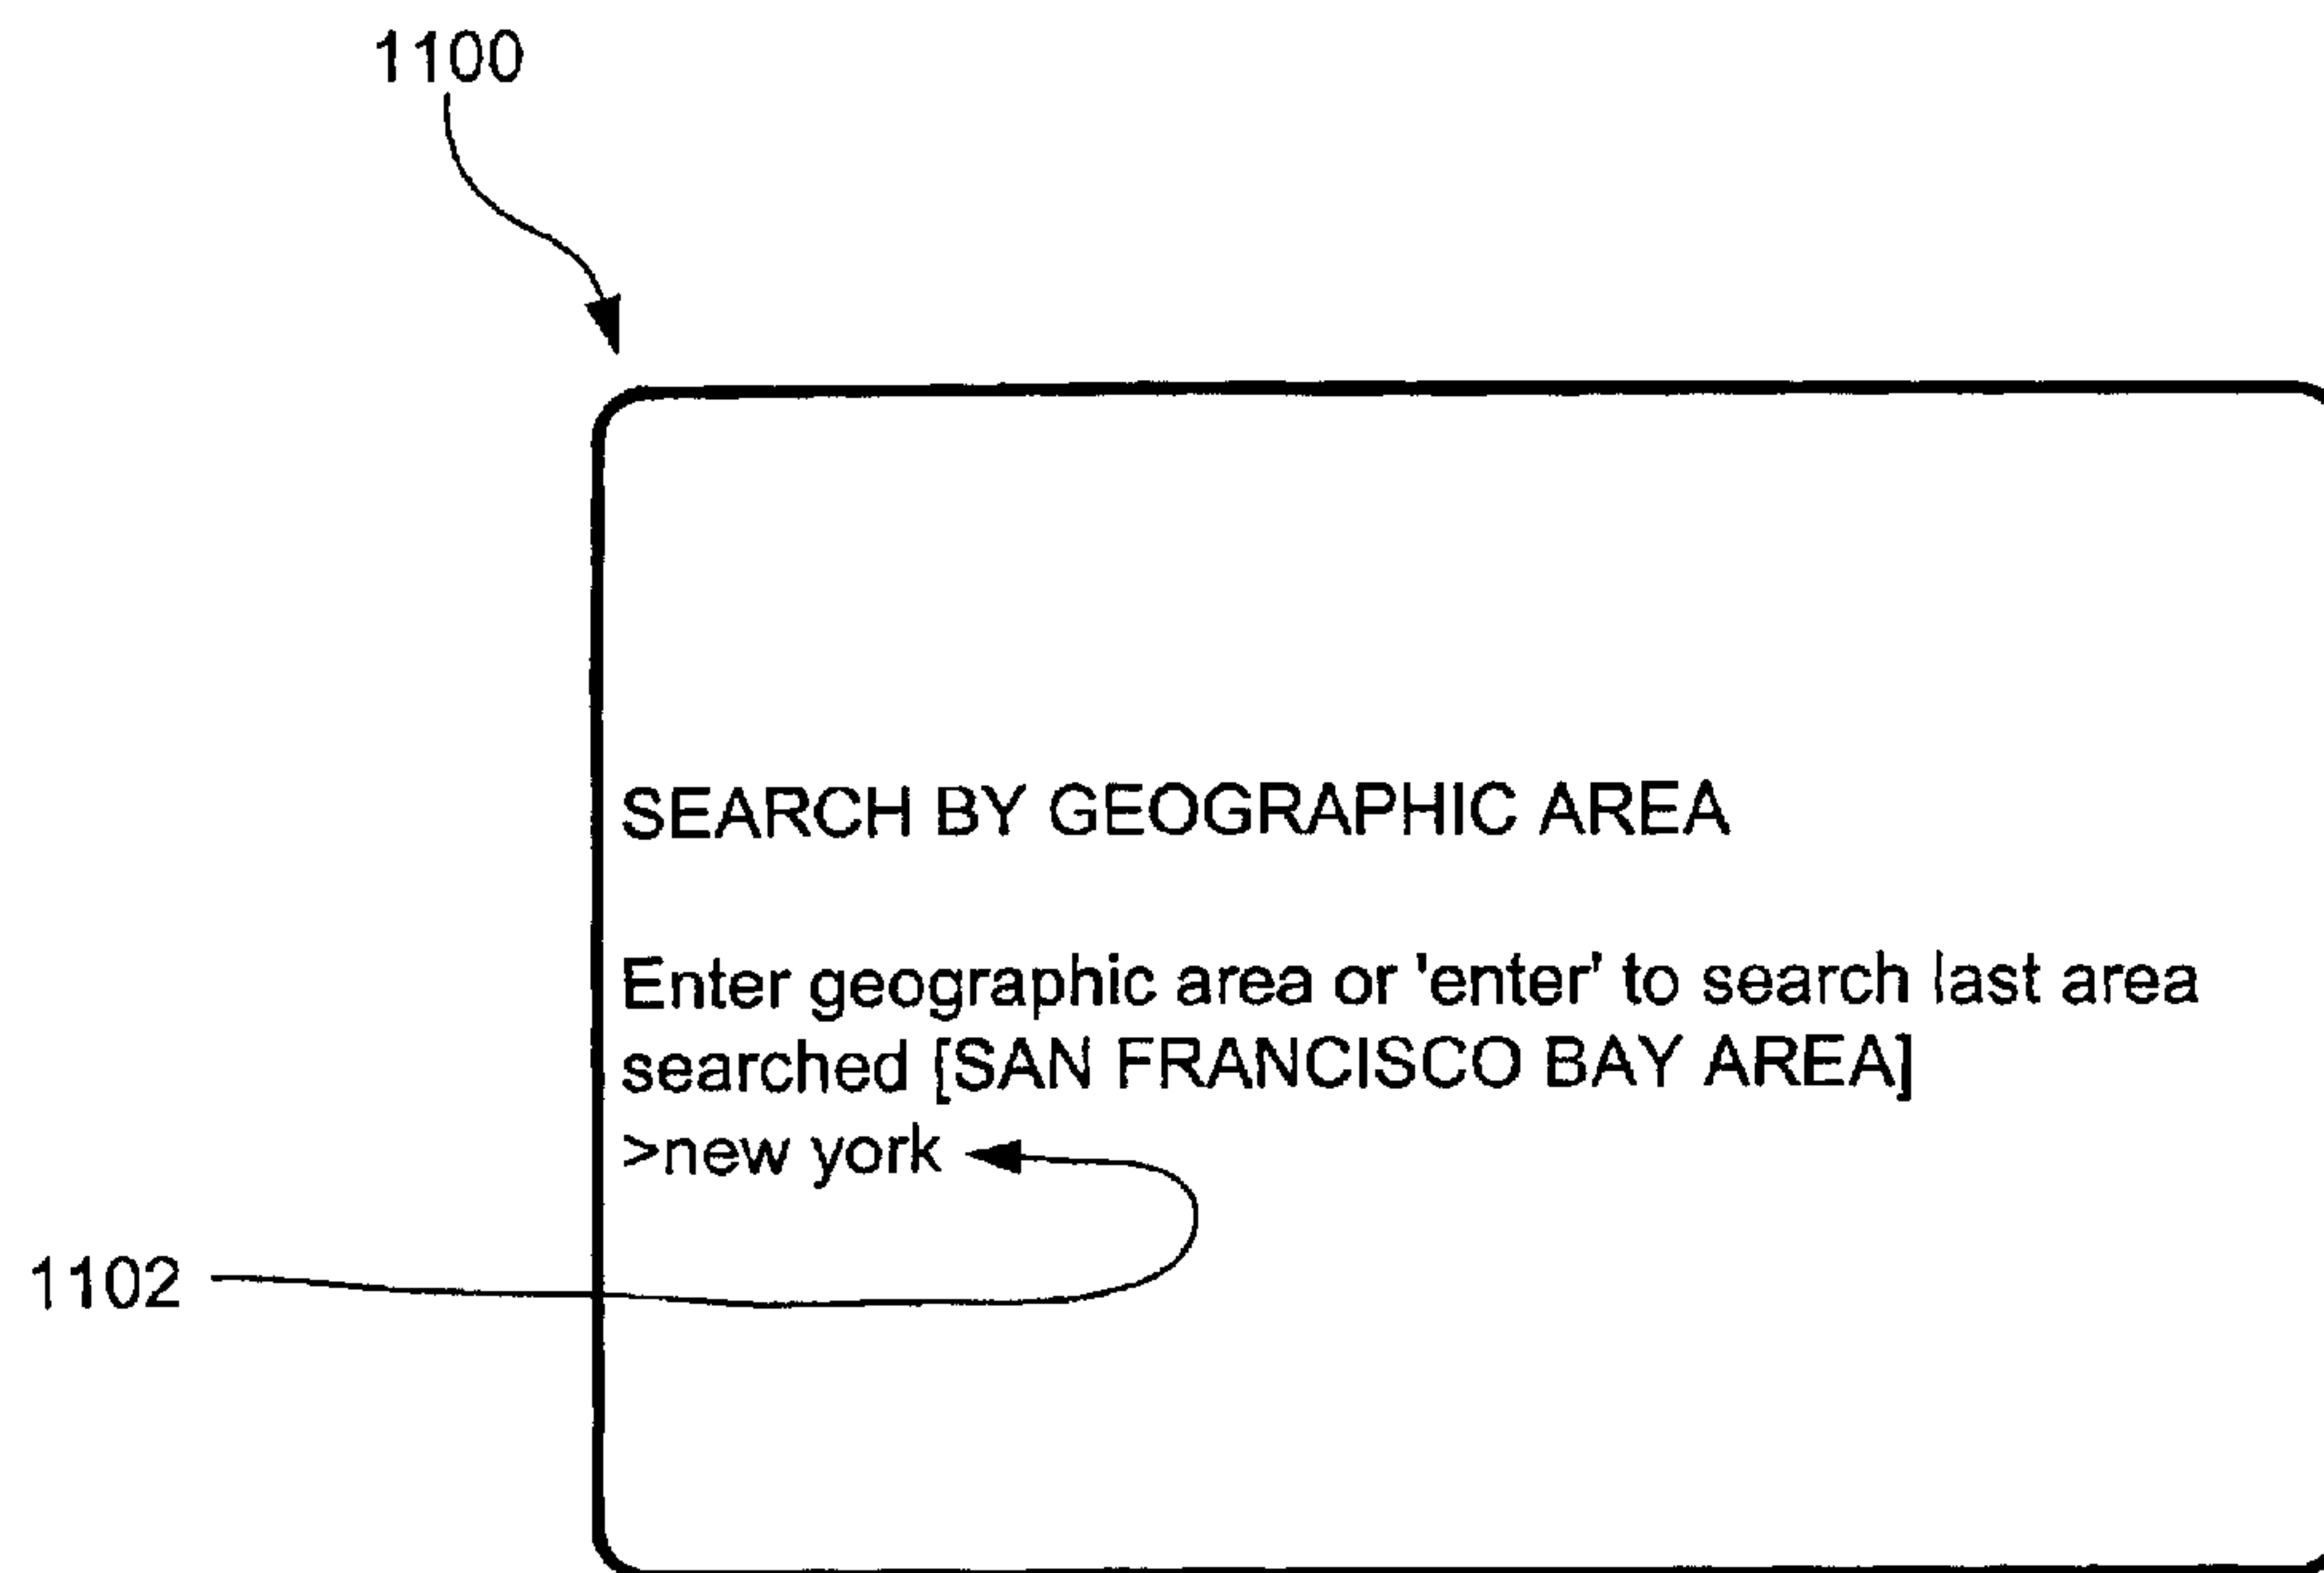 1100
SEARCH BY GEOGRAPHIC AREA
Enter geographic area or 'enter' to search last area
searched [SAN FRANCISCO BAY AREA]
>new york
1102